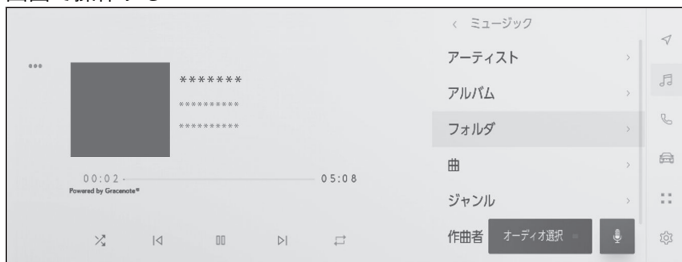 画面で操作する
< ミュージック
アーティスト
アルバム
フォルダ
曲
ジャンル
作曲者
オーディオ選択
*******
**********
**********
00:02
05:08
Powered by Gracenote®